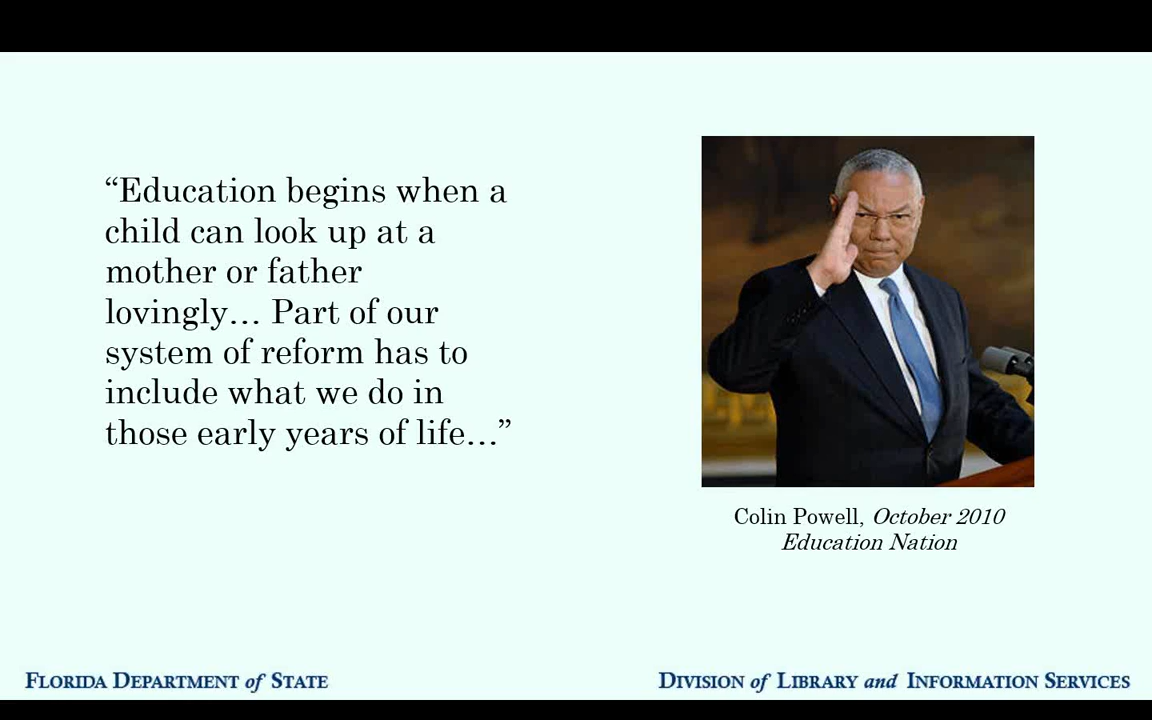 “Education begins when a
child can look up at a
mother or father
lovingly… Part of our
system of reform has to
include what we do in
those early years of life…”
Colin Powell, October 2010
Education Nation
FLORIDA DEPARTMENT of STATE
DIVISION of LIBRARY and INFORMATION SERVICES